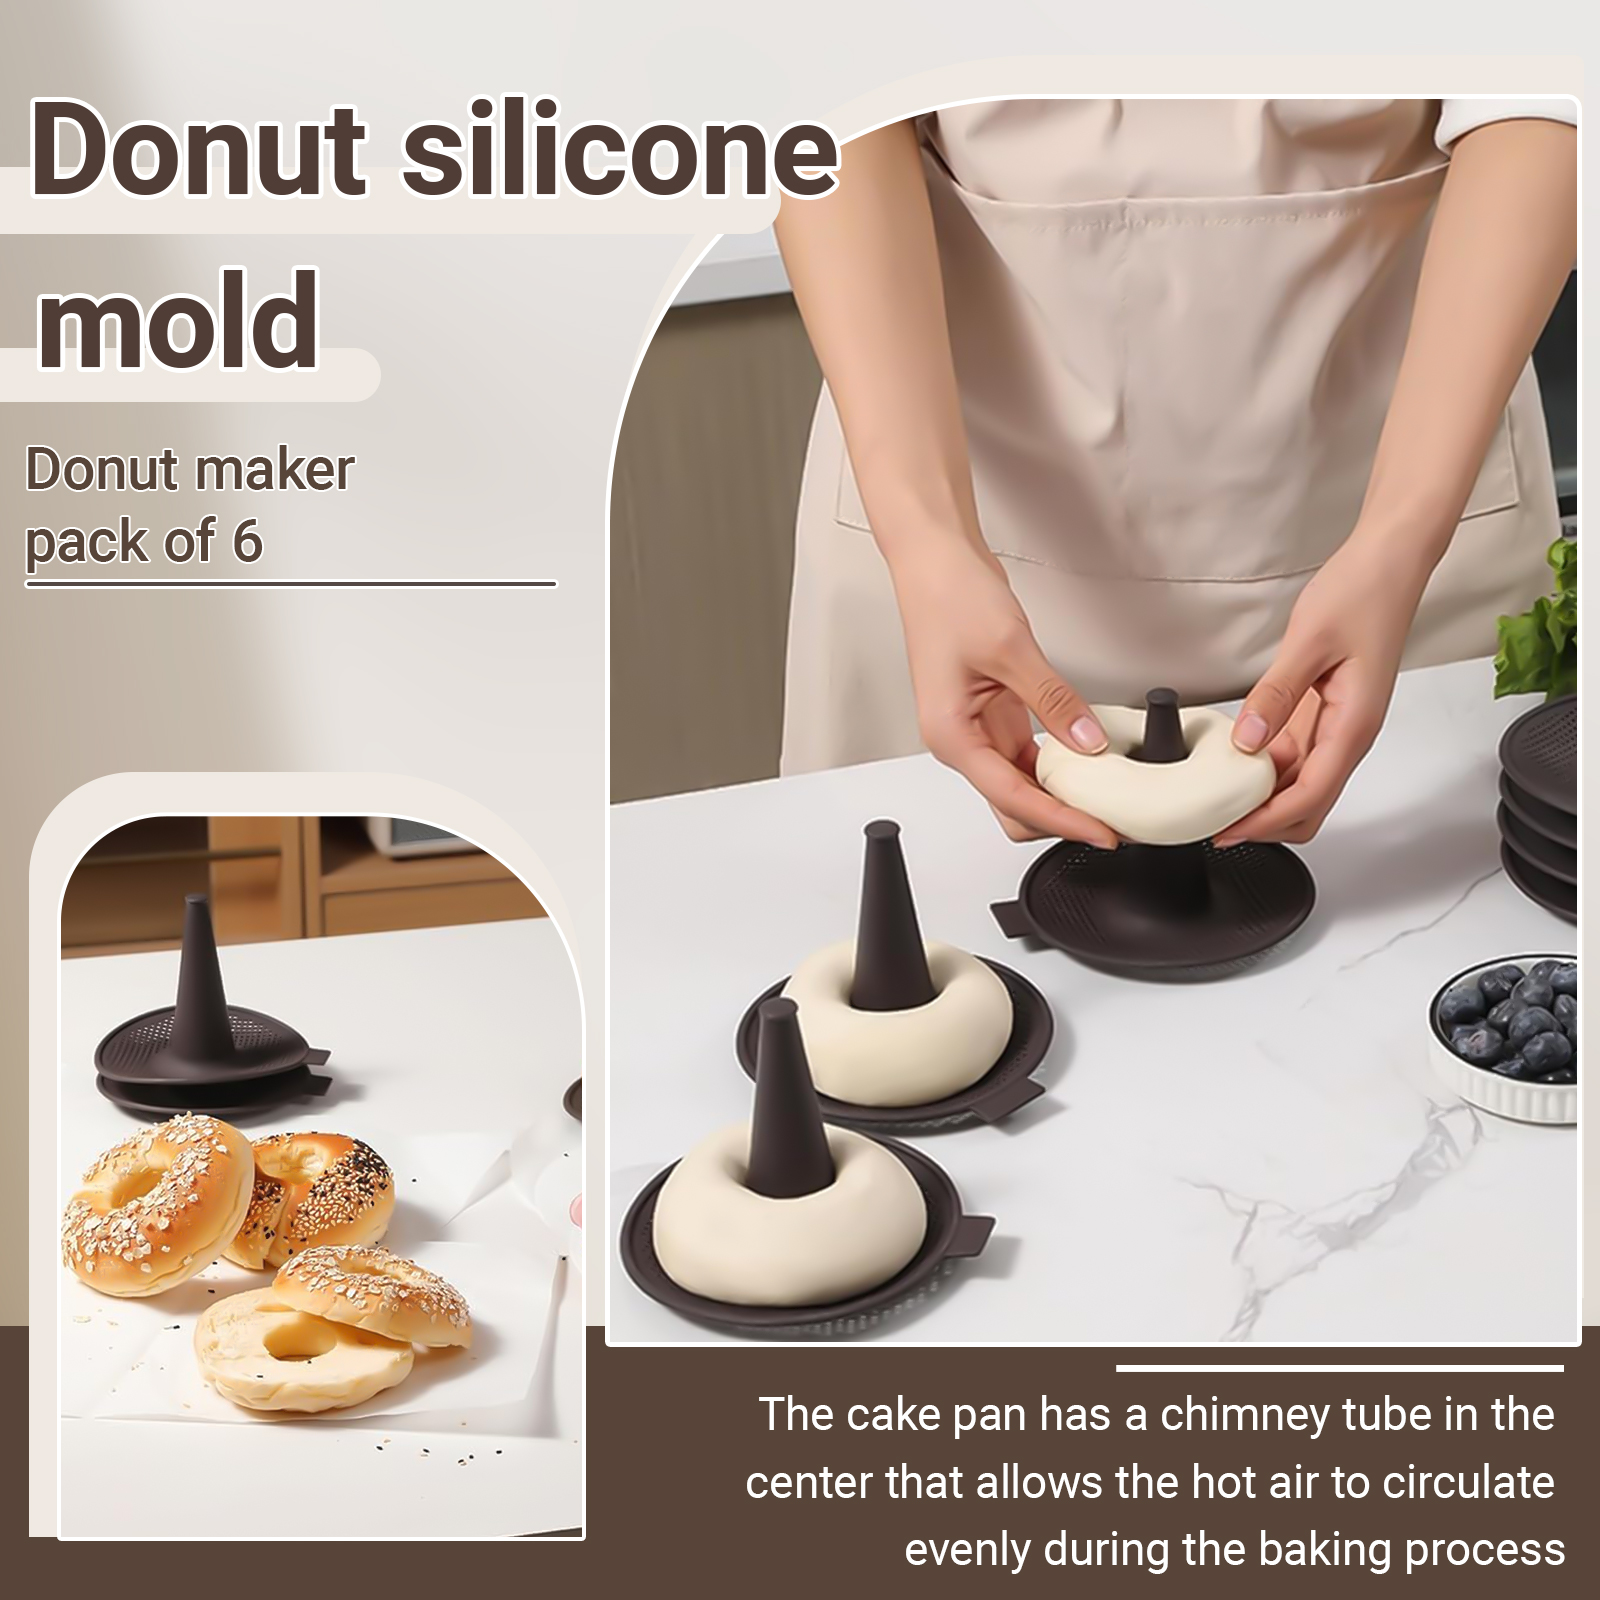 Donut silicone
mold
Donut maker
pack of 6
The cake pan has a chimney tube in the
center that allows the hot air to circulate
evenly during the baking process